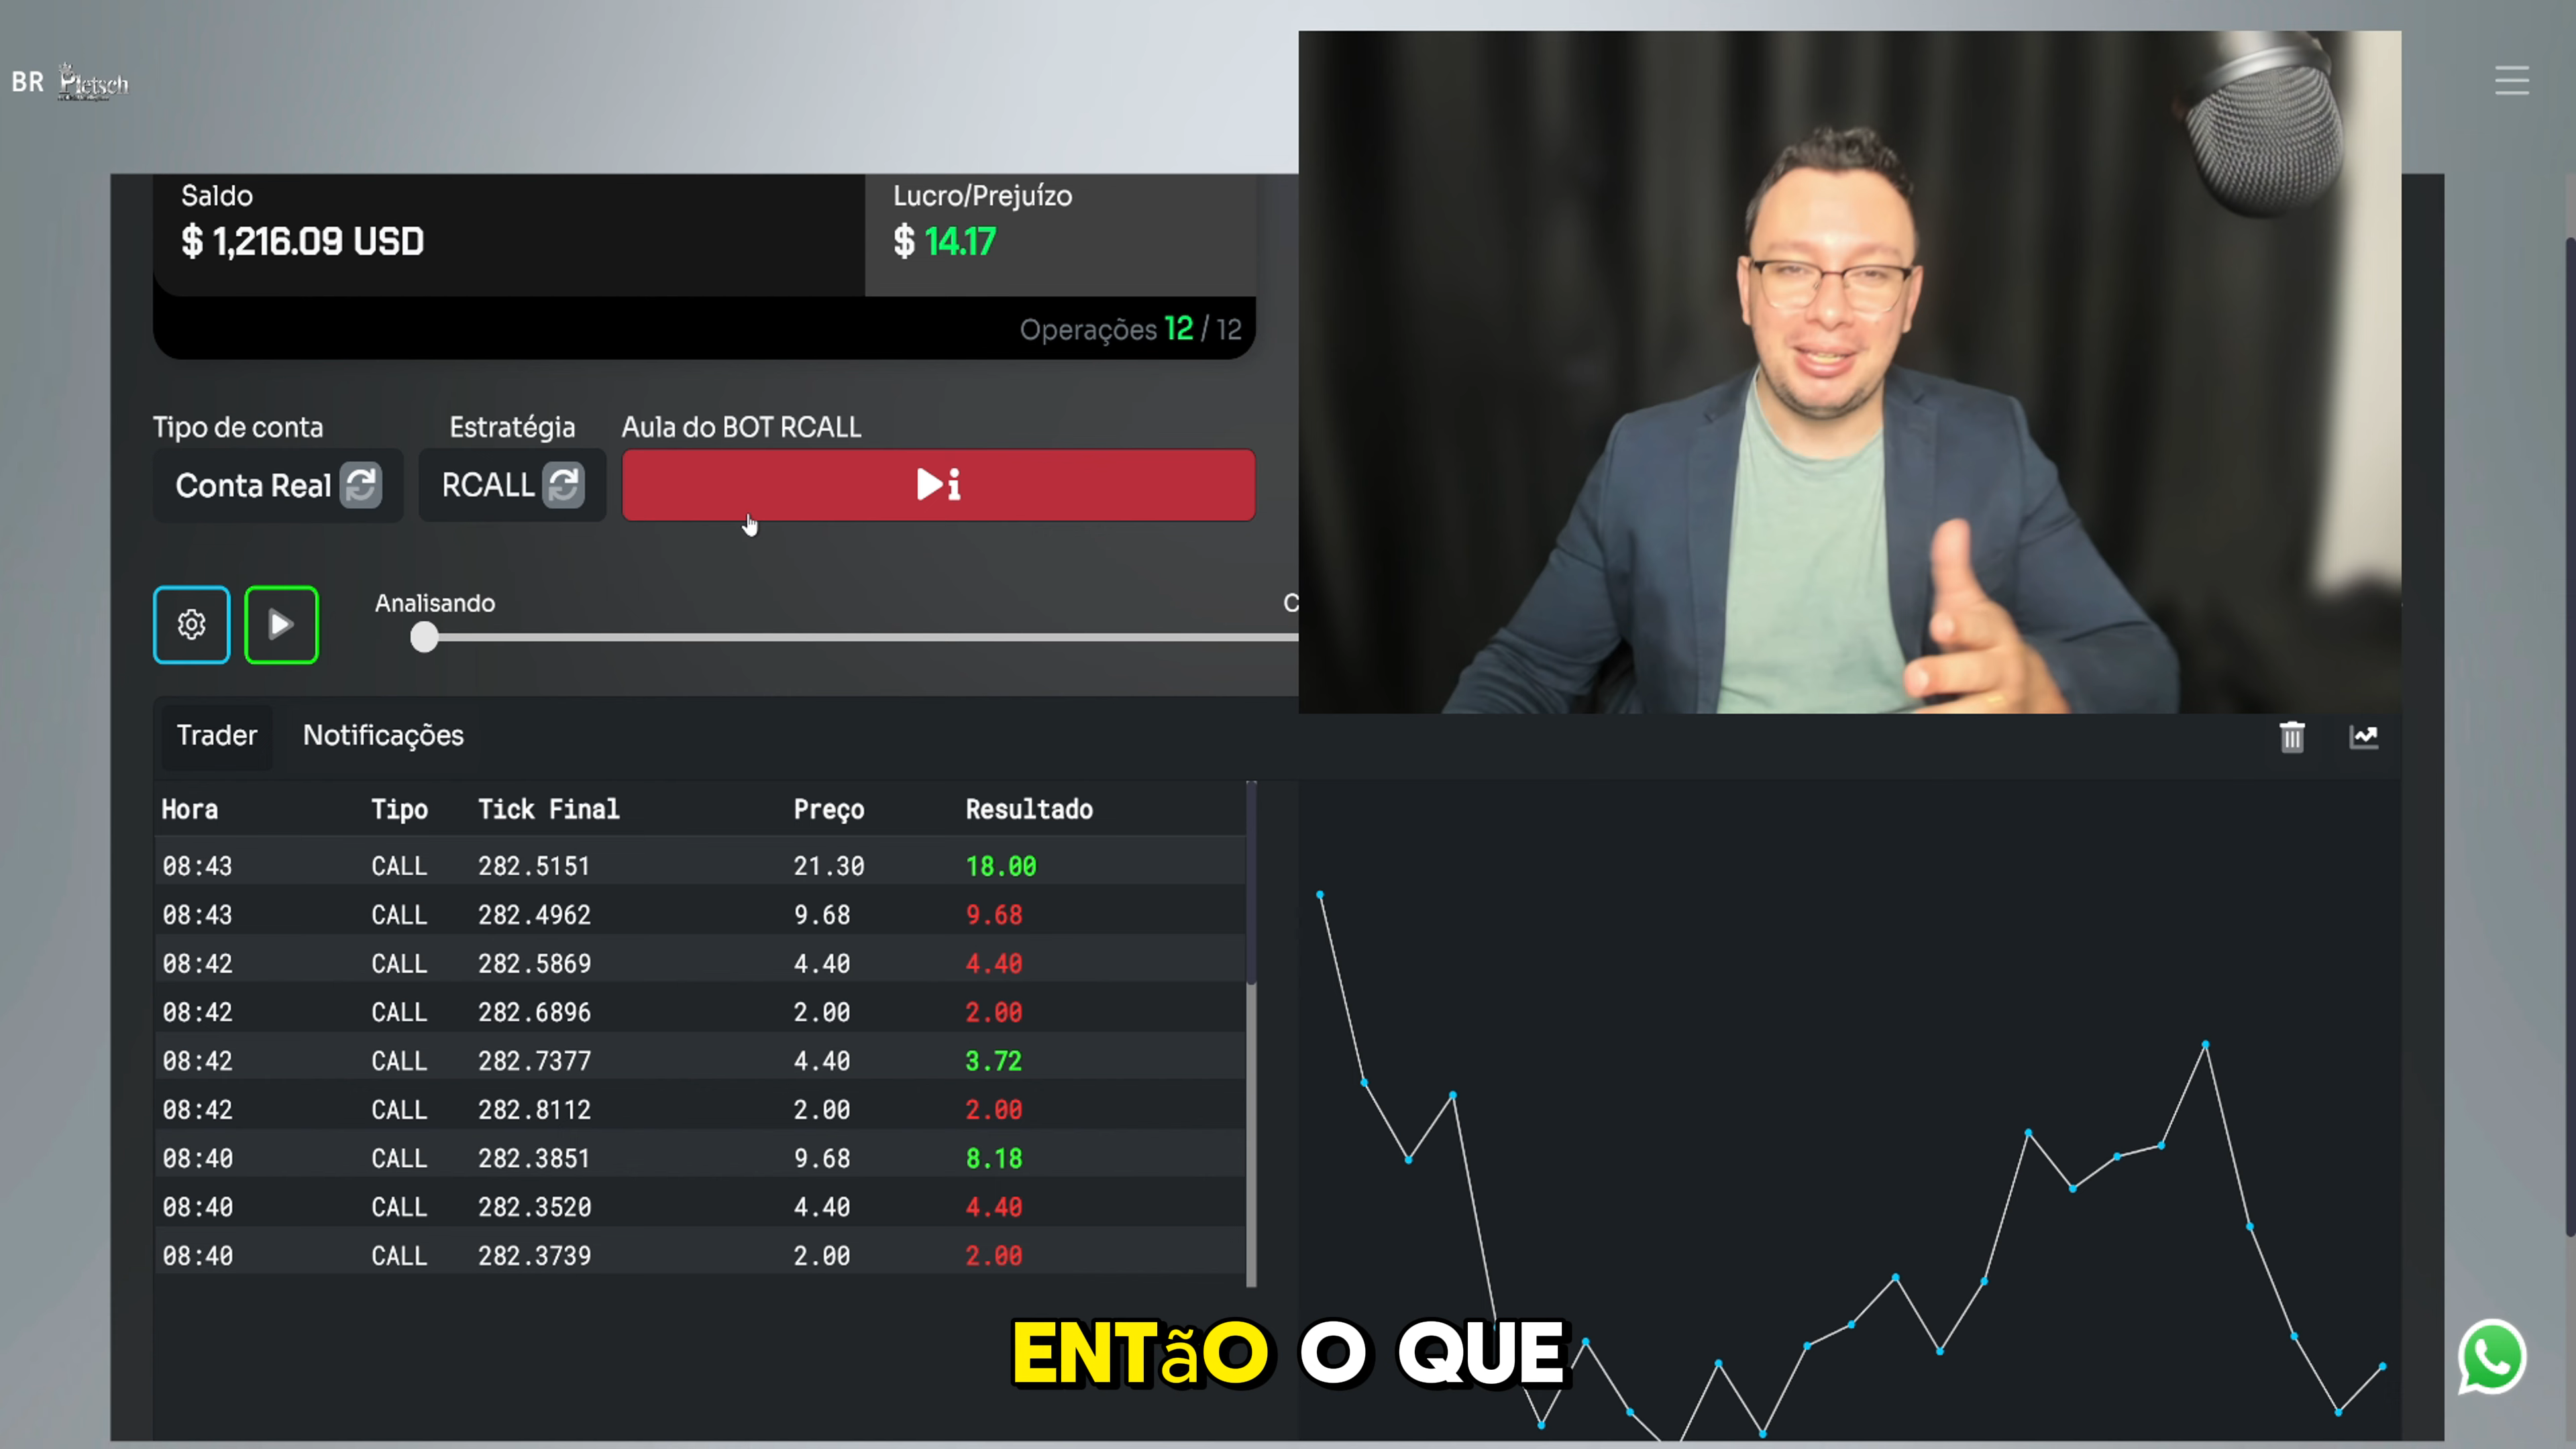 BR Pletsch
Saldo
$ 1,216.09 USD
Lucro/Prejuízo
$ 14.17
Operações 12 / 12
Tipo de conta
Conta Real
Estratégia
RCALL
Aula do BOT RCALL
Analisando
C
Trader Notificações
Hora Tipo Tick Final Preço Resultado
08:43 CALL 282.5151 21.30 18.00
08:43 CALL 282.4962 9.68 9.68
08:42 CALL 282.5869 4.40 4.40
08:42 CALL 282.6896 2.00 2.00
08:42 CALL 282.7377 4.40 3.72
08:42 CALL 282.8112 2.00 2.00
08:40 CALL 282.3851 9.68 8.18
08:40 CALL 282.3520 4.40 4.40
08:40 CALL 282.3739 2.00 2.00
ENTãO O QUE